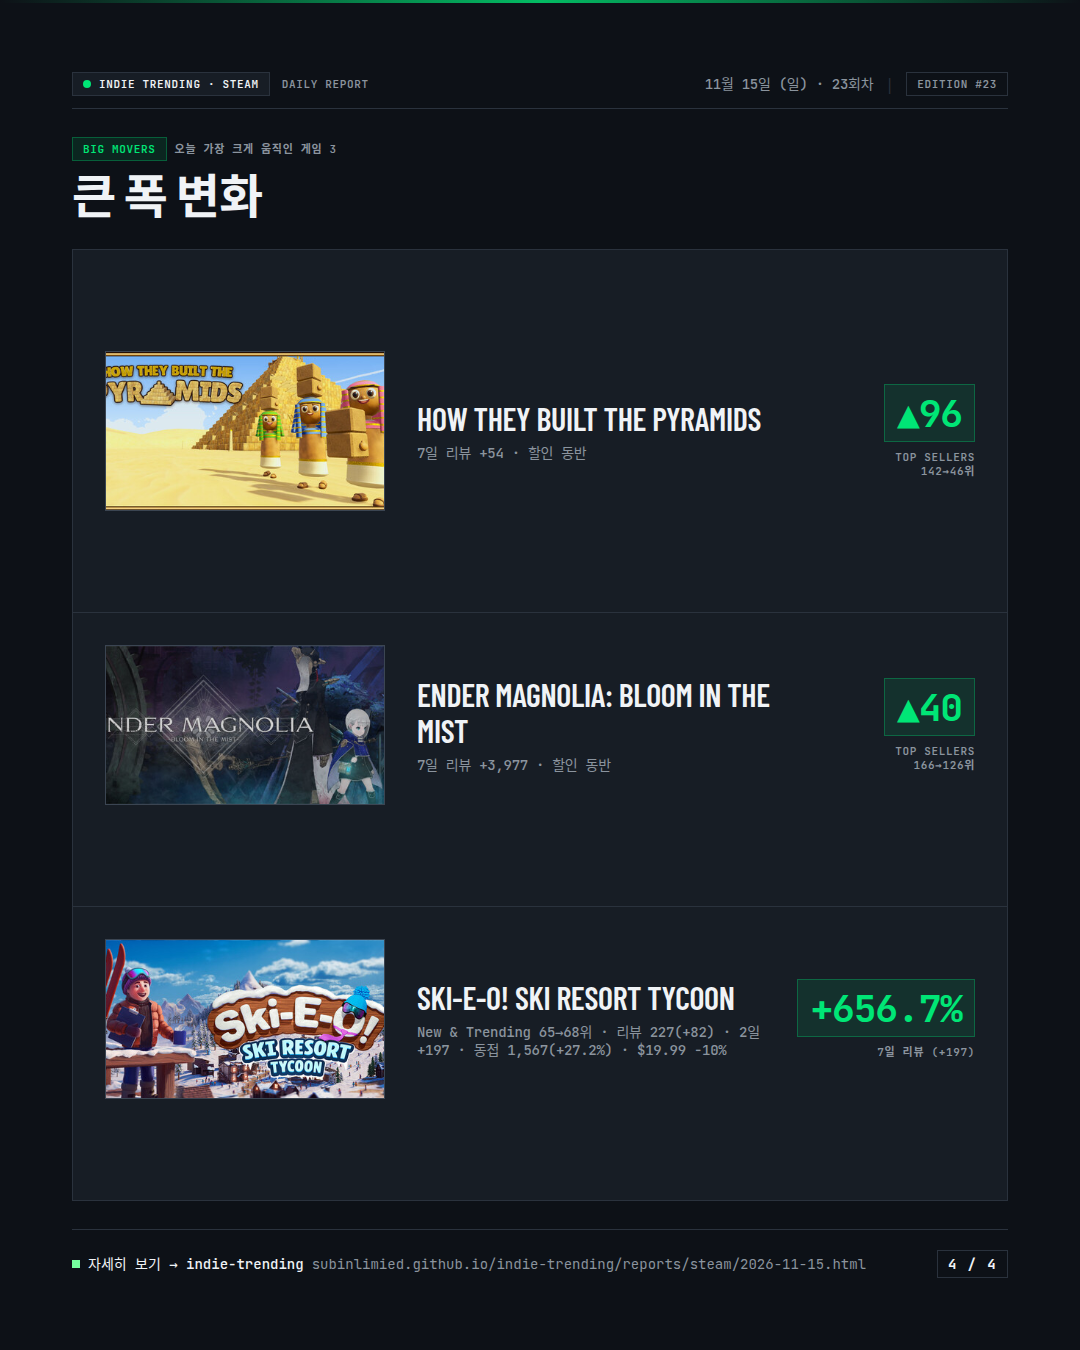 INDIE TRENDING · STEAM DAILY REPORT 11월 15일 (일) · 23회차 EDITION #23
BIG MOVERS 오늘 가장 크게 움직인 게임 3
큰 폭 변화
HOW THEY BUILT THE
PYRAMIDS
HOW THEY BUILT THE PYRAMIDS
7일 리뷰 +54 · 할인 동반
▲96
TOP SELLERS
142→46위
NDER MAGNOLIA
BLOOM IN THE MIST
ENDER MAGNOLIA: BLOOM IN THE
MIST
7일 리뷰 +3,977 · 할인 동반
▲40
TOP SELLERS
166→126위
Ski-E-O!
SKI RESORT
TYCOON
SKI-E-O! SKI RESORT TYCOON
New & Trending 65→68위 · 리뷰 227(+82) · 2일
+197 · 동접 1,567(+27.2%) · $19.99 -10%
+656.7%
7일 리뷰 (+197)
자세히 보기 → indie-trending subinlimied.github.io/indie-trending/reports/steam/2026-11-15.html 4 / 4